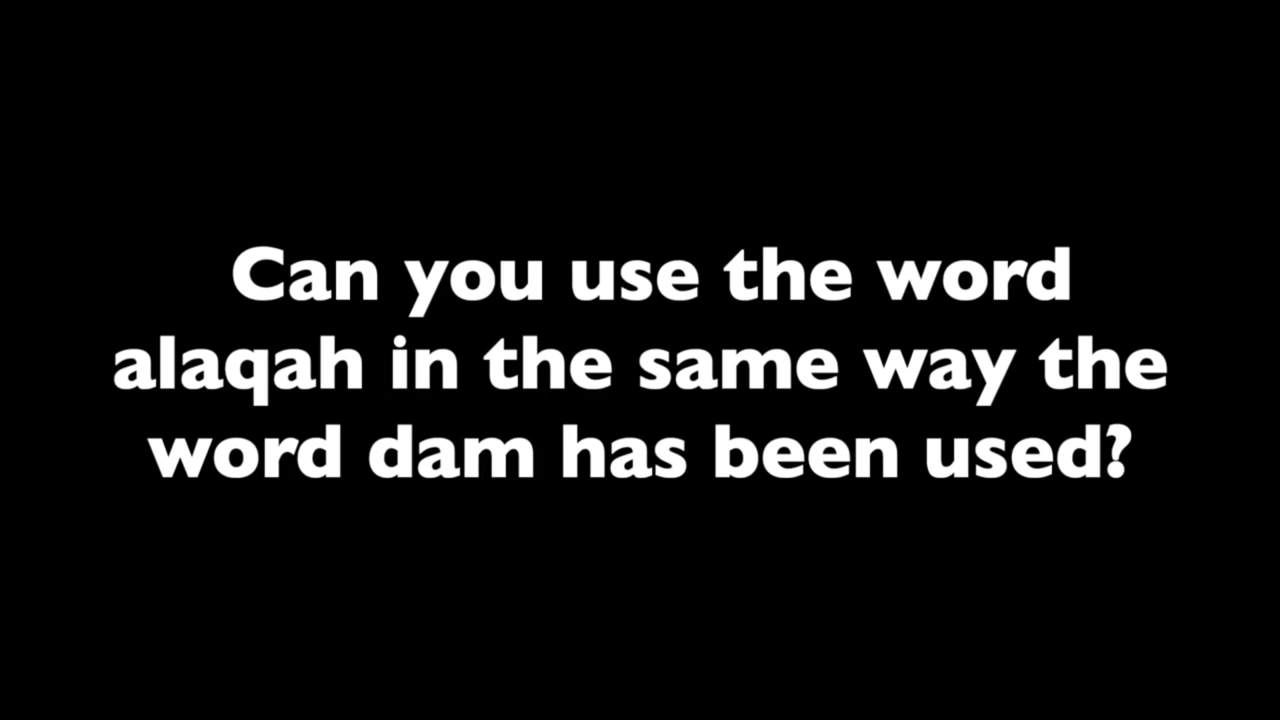 Can you use the word
alaqah in the same way the
word dam has been used?